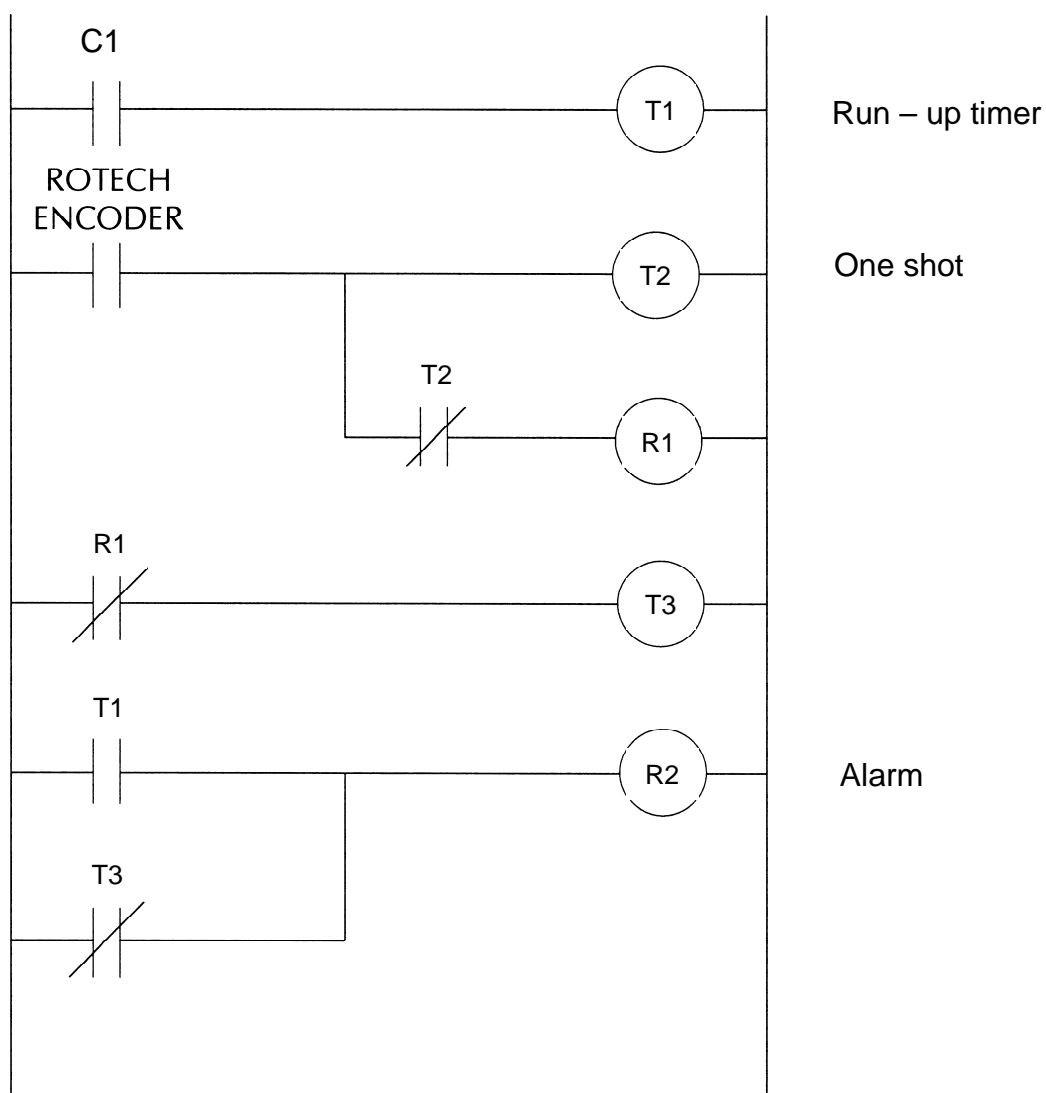 C1
T1
Run – up timer
ROTECH
ENCODER
T2
One shot
T2
R1
R1
T3
T1
R2
Alarm
T3